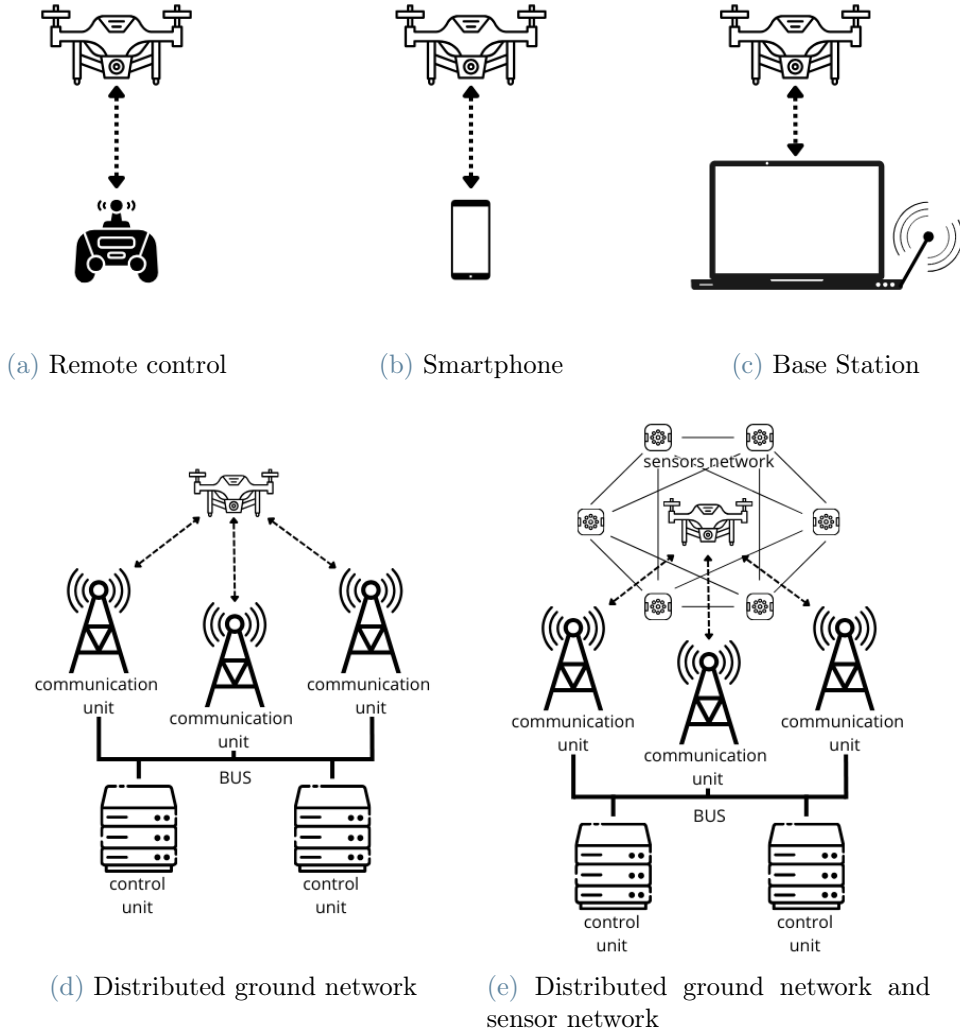 (a) Remote control
(b) Smartphone
(c) Base Station
communication
unit
communication
unit
communication
unit
BUS
control
unit
control
unit
(d) Distributed ground network
sensors network
communication
unit
communication
unit
communication
unit
BUS
control
unit
control
unit
(e) Distributed ground network and
sensor network